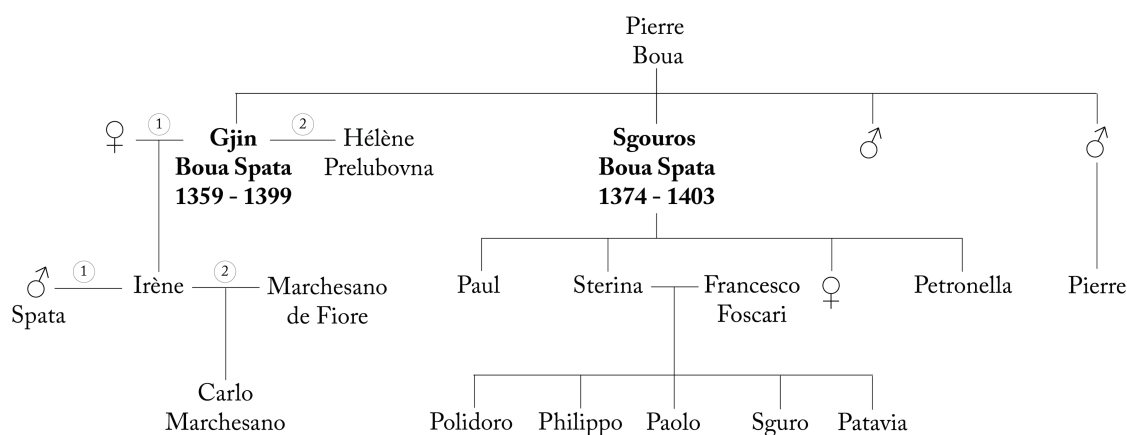 Pierre
Boua
1
Gjin
Boua Spata
1359 - 1399
2
Hélène
Prelubovna
Sgouros
Boua Spata
1374 - 1403
Spata
1
Irène
2
Marchesano
de Fiore
Paul
Sterina
Francesco
Foscari
Petronella
Pierre
Carlo
Marchesano
Polidoro
Philippo
Paolo
Sguro
Patavia